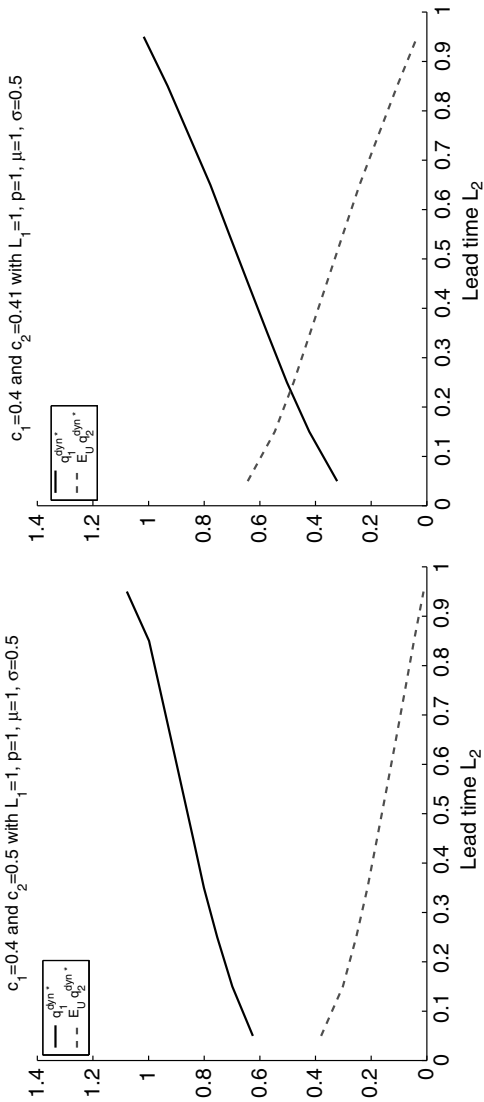 c₁=0.4 and c₂=0.5 with L₁=1, p=1, μ=1, σ=0.5
q₁^dyn*
E_U q₂^dyn*
1.4
1.2
1
0.8
0.6
0.4
0.2
0
0 0.1 0.2 0.3 0.4 0.5 0.6 0.7 0.8 0.9 1
Lead time L₂
c₁=0.4 and c₂=0.41 with L₁=1, p=1, μ=1, σ=0.5
q₁^dyn*
E_U q₂^dyn*
1.4
1.2
1
0.8
0.6
0.4
0.2
0
0 0.1 0.2 0.3 0.4 0.5 0.6 0.7 0.8 0.9 1
Lead time L₂